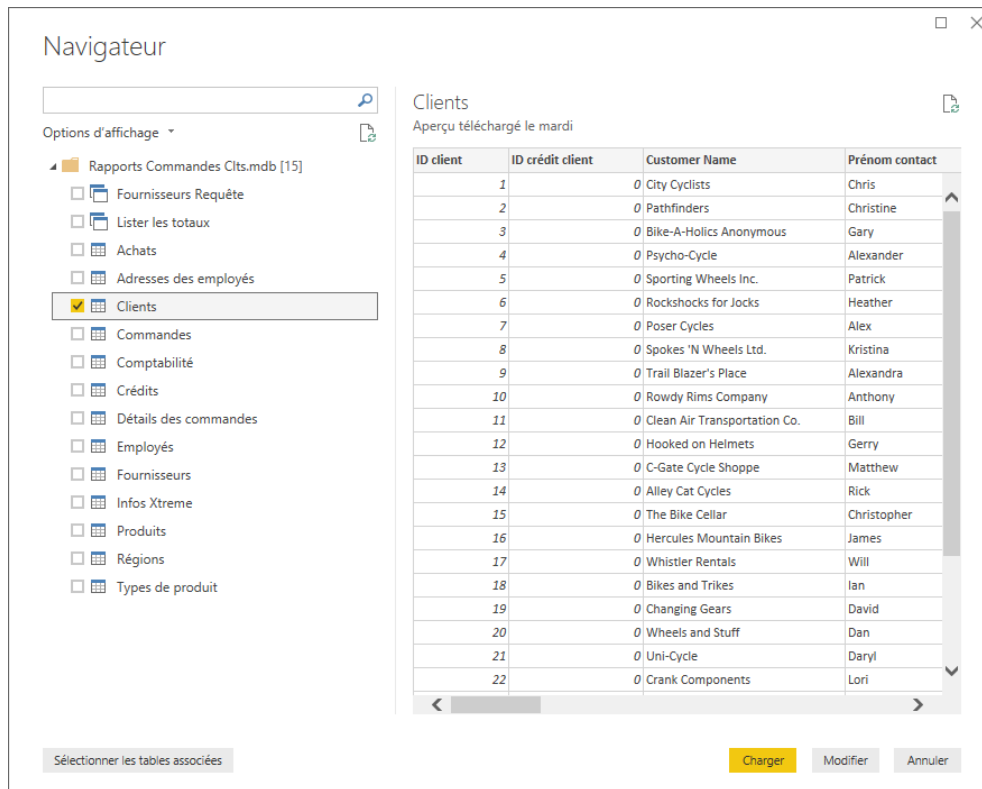 Navigateur
Options d'affichage
Rapports Commandes Clts.mdb [15]
Fournisseurs Requête
Lister les totaux
Achats
Adresses des employés
Clients
Commandes
Comptabilité
Crédits
Détails des commandes
Employés
Fournisseurs
Infos Xtreme
Produits
Régions
Types de produit
Clients
Aperçu téléchargé le mardi
ID client ID crédit client Customer Name Prénom contact
1 0 City Cyclists Chris
2 0 Pathfinders Christine
3 0 Bike-A-Holics Anonymous Gary
4 0 Psycho-Cycle Alexander
5 0 Sporting Wheels Inc. Patrick
6 0 Rockshocks for Jocks Heather
7 0 Poser Cycles Alex
8 0 Spokes 'N Wheels Ltd. Kristina
9 0 Trail Blazer's Place Alexandra
10 0 Rowdy Rims Company Anthony
11 0 Clean Air Transportation Co. Bill
12 0 Hooked on Helmets Gerry
13 0 C-Gate Cycle Shoppe Matthew
14 0 Alley Cat Cycles Rick
15 0 The Bike Cellar Christopher
16 0 Hercules Mountain Bikes James
17 0 Whistler Rentals Will
18 0 Bikes and Trikes Ian
19 0 Changing Gears David
20 0 Wheels and Stuff Dan
21 0 Uni-Cycle Daryl
22 0 Crank Components Lori
Sélectionner les tables associées
Charger Modifier Annuler